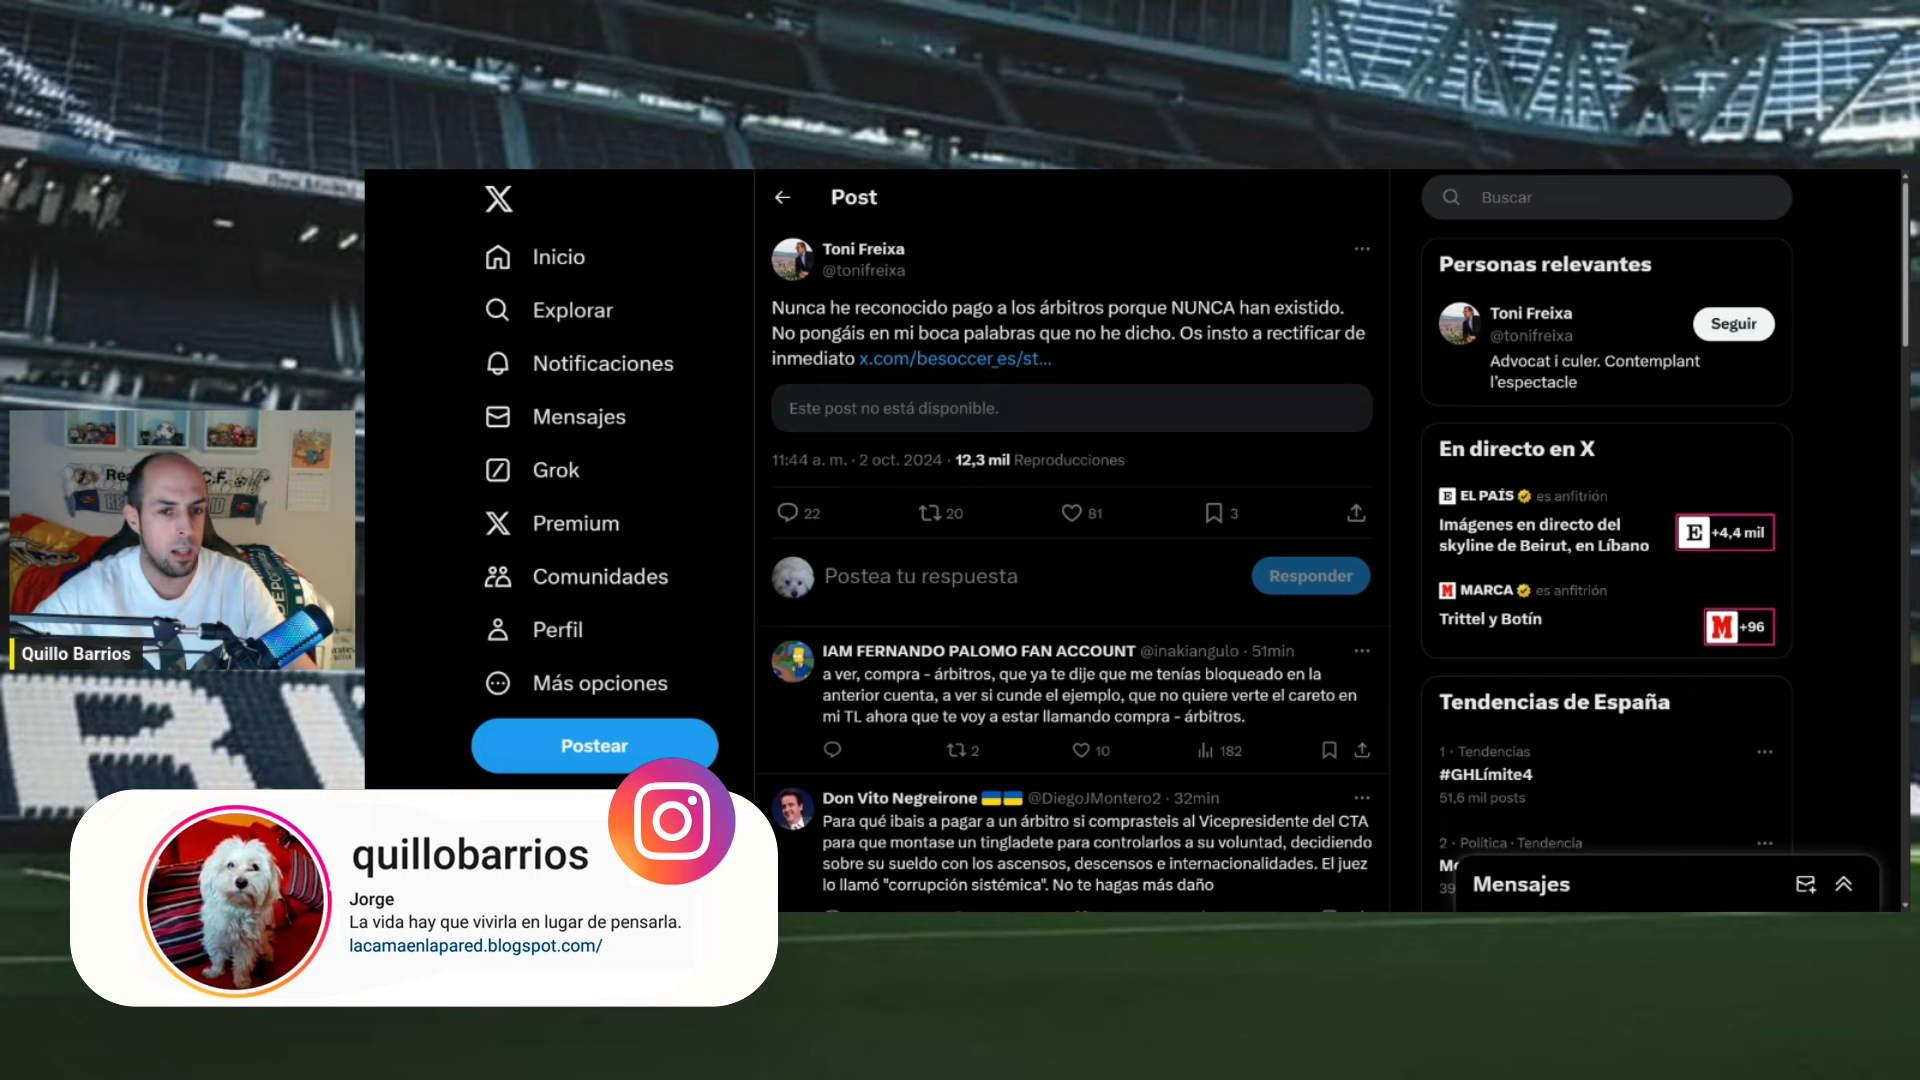 Inicio
Explorar
Notificaciones
Mensajes
Grok
Premium
Comunidades
Perfil
Más opciones
Postear
Post
Toni Freixa
@tonifreixa
Nunca he reconocido pago a los árbitros porque NUNCA han existido.
No pongáis en mi boca palabras que no he dicho. Os insto a rectificar de
inmediato x.com/besoccer_es/st...
Este post no está disponible.
11:44 a. m. · 2 oct. 2024 · 12,3 mil Reproducciones
22 20 81 3
Postea tu respuesta
Responder
IAM FERNANDO PALOMO FAN ACCOUNT @inakiangulo · 51min
a ver, compra - árbitros, que ya te dije que me tenías bloqueado en la
anterior cuenta, a ver si cunde el ejemplo, que no quiere verte el careto en
mi TL ahora que te voy a estar llamando compra - árbitros.
2 10 182
Don Vito Negreirone @DiegoJMontero2 · 32min
Para qué ibais a pagar a un árbitro si comprasteis al Vicepresidente del CTA
para que montase un tingladete para controlarlos a su voluntad, decidiendo
sobre su sueldo con los ascensos, descensos e internacionalidades. El juez
lo llamó "corrupción sistémica". No te hagas más daño
Buscar
Personas relevantes
Toni Freixa
@tonifreixa
Seguir
Advocat i culer. Contemplant
l'espectacle
En directo en X
E EL PAÍS es anfitrión
Imágenes en directo del
skyline de Beirut, en Líbano
E +4,4 mil
M MARCA es anfitrión
Trittel y Botín
M +96
Tendencias de España
1 · Tendencias
#GHLímite4
51,6 mil posts
2 · Política · Tendencia
39
Mensajes
Quillo Barrios
quillobarrios
Jorge
La vida hay que vivirla en lugar de pensarla.
lacamaenlapared.blogspot.com/